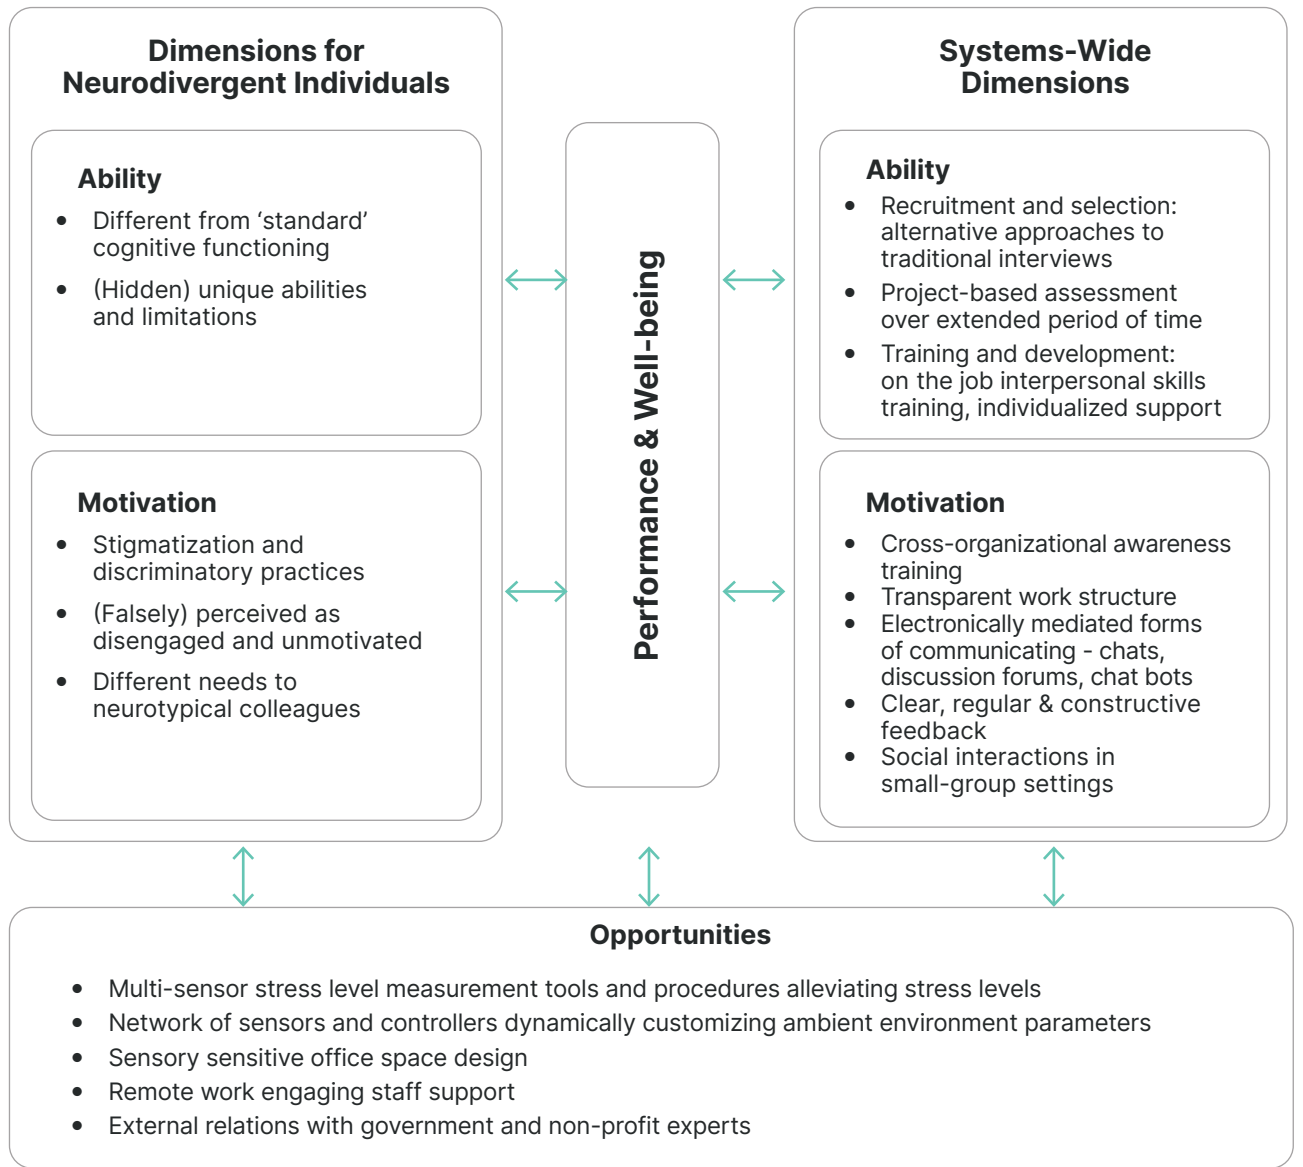 Dimensions for
Neurodivergent Individuals
Ability
• Different from ‘standard’
cognitive functioning
• (Hidden) unique abilities
and limitations
Motivation
• Stigmatization and
discriminatory practices
• (Falsely) perceived as
disengaged and unmotivated
• Different needs to
neurotypical colleagues
Performance & Well-being
Systems-Wide
Dimensions
Ability
• Recruitment and selection:
alternative approaches to
traditional interviews
• Project-based assessment
over extended period of time
• Training and development:
on the job interpersonal skills
training, individualized support
Motivation
• Cross-organizational awareness
training
• Transparent work structure
• Electronically mediated forms
of communicating - chats,
discussion forums, chat bots
• Clear, regular & constructive
feedback
• Social interactions in
small-group settings
Opportunities
• Multi-sensor stress level measurement tools and procedures alleviating stress levels
• Network of sensors and controllers dynamically customizing ambient environment parameters
• Sensory sensitive office space design
• Remote work engaging staff support
• External relations with government and non-profit experts